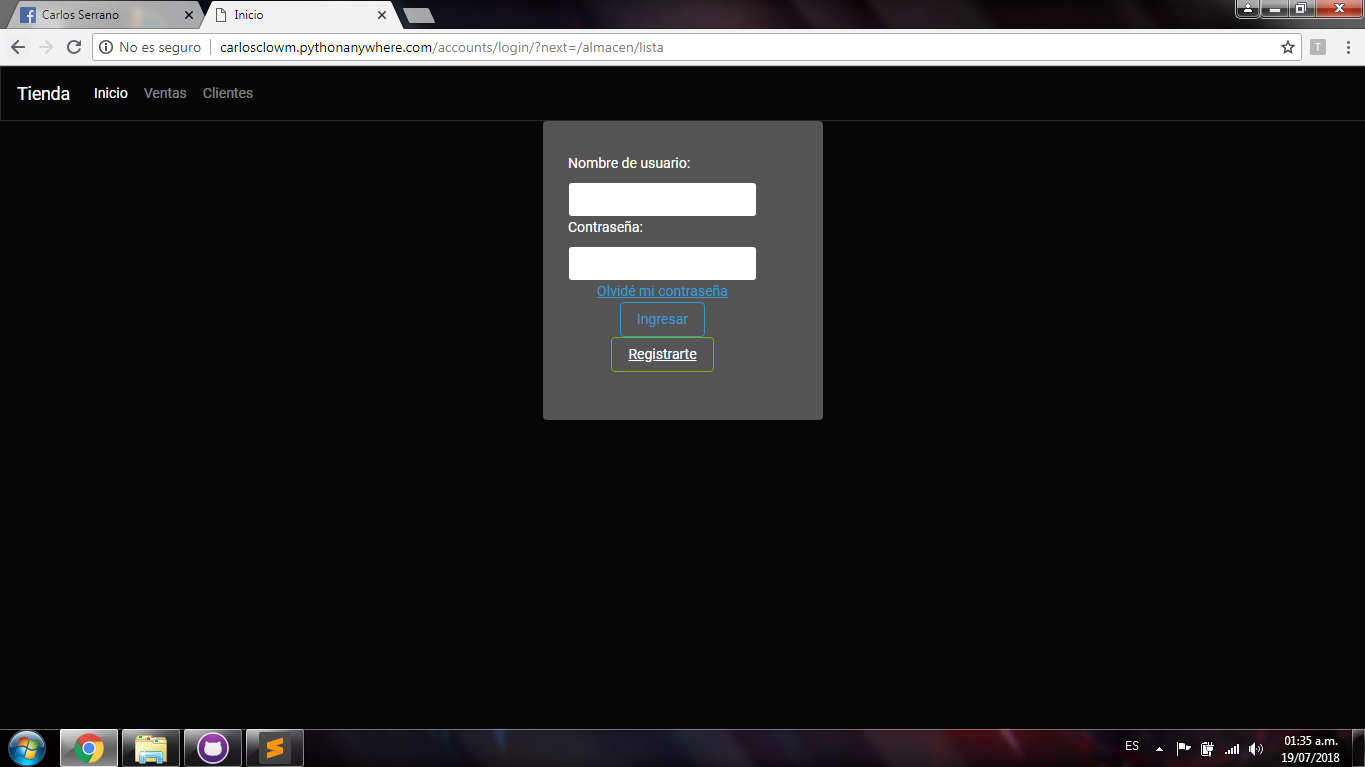 Carlos Serrano
Inicio
No es seguro
carlosclowm.pythonanywhere.com/accounts/login/?next=/almacen/lista
T
Tienda Inicio Ventas Clientes
Nombre de usuario:
Contraseña:
Olvidé mi contraseña
Ingresar
Registrarte
ES
01:35 a.m.
19/07/2018